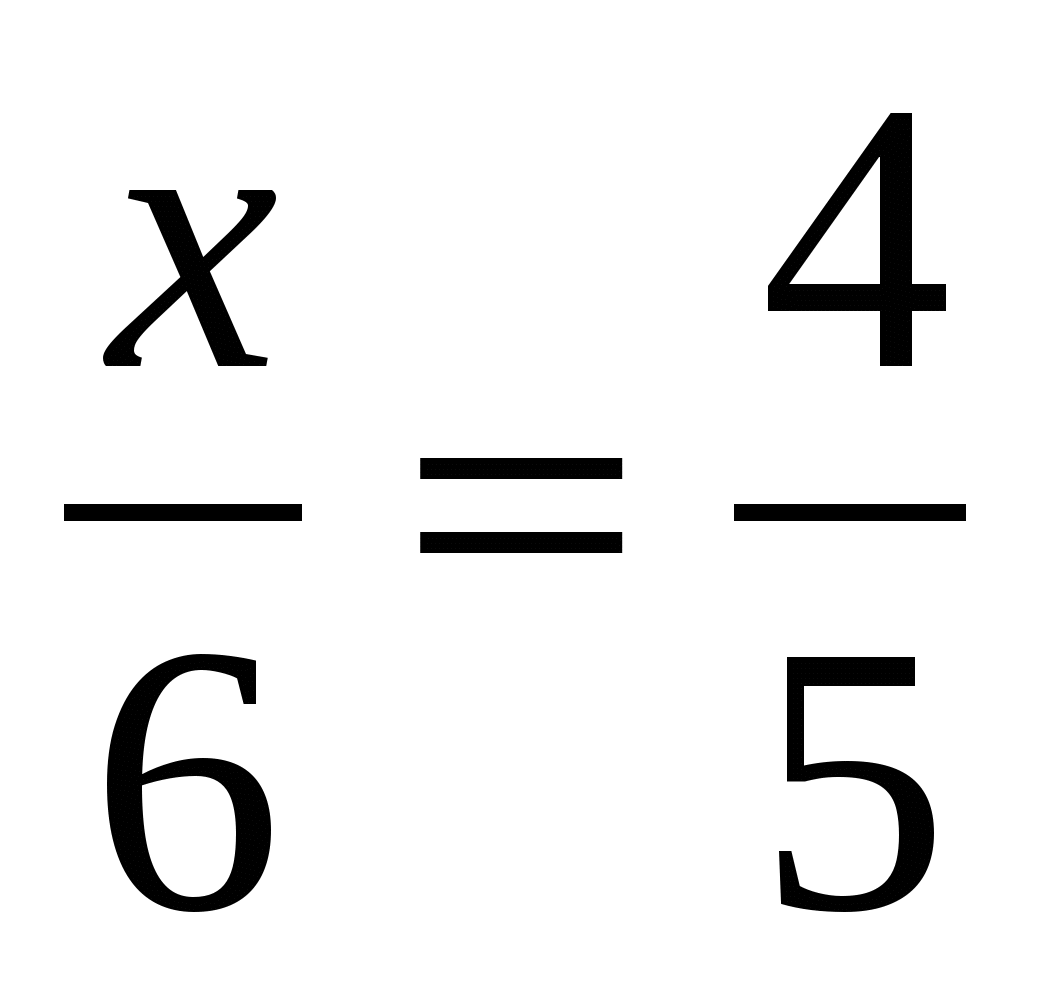 x/6 = 4/5